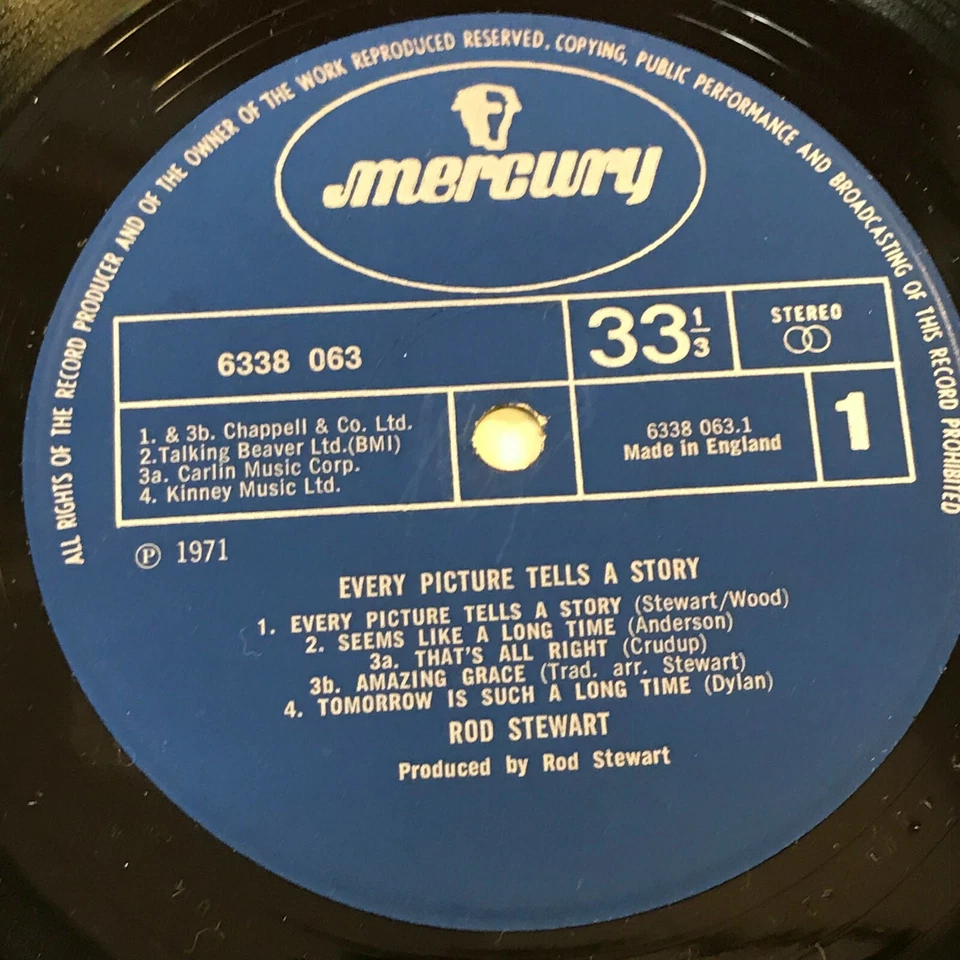 ALL RIGHTS OF THE RECORD PRODUCER AND OF THE OWNER OF THE WORK REPRODUCED RESERVED. COPYING, PUBLIC PERFORMANCE AND BROADCASTING OF THIS RECORD PROHIBITED
mercury
6338 063
33 1/3
STEREO
1. & 3b. Chappell & Co. Ltd.
2.Talking Beaver Ltd.(BMI)
3a. Carlin Music Corp.
4. Kinney Music Ltd.
6338 063.1
Made in England
1
℗ 1971
EVERY PICTURE TELLS A STORY
1. EVERY PICTURE TELLS A STORY (Stewart/Wood)
2. SEEMS LIKE A LONG TIME (Anderson)
3a. THAT'S ALL RIGHT (Crudup)
3b. AMAZING GRACE (Trad. arr. Stewart)
4. TOMORROW IS SUCH A LONG TIME (Dylan)
ROD STEWART
Produced by Rod Stewart